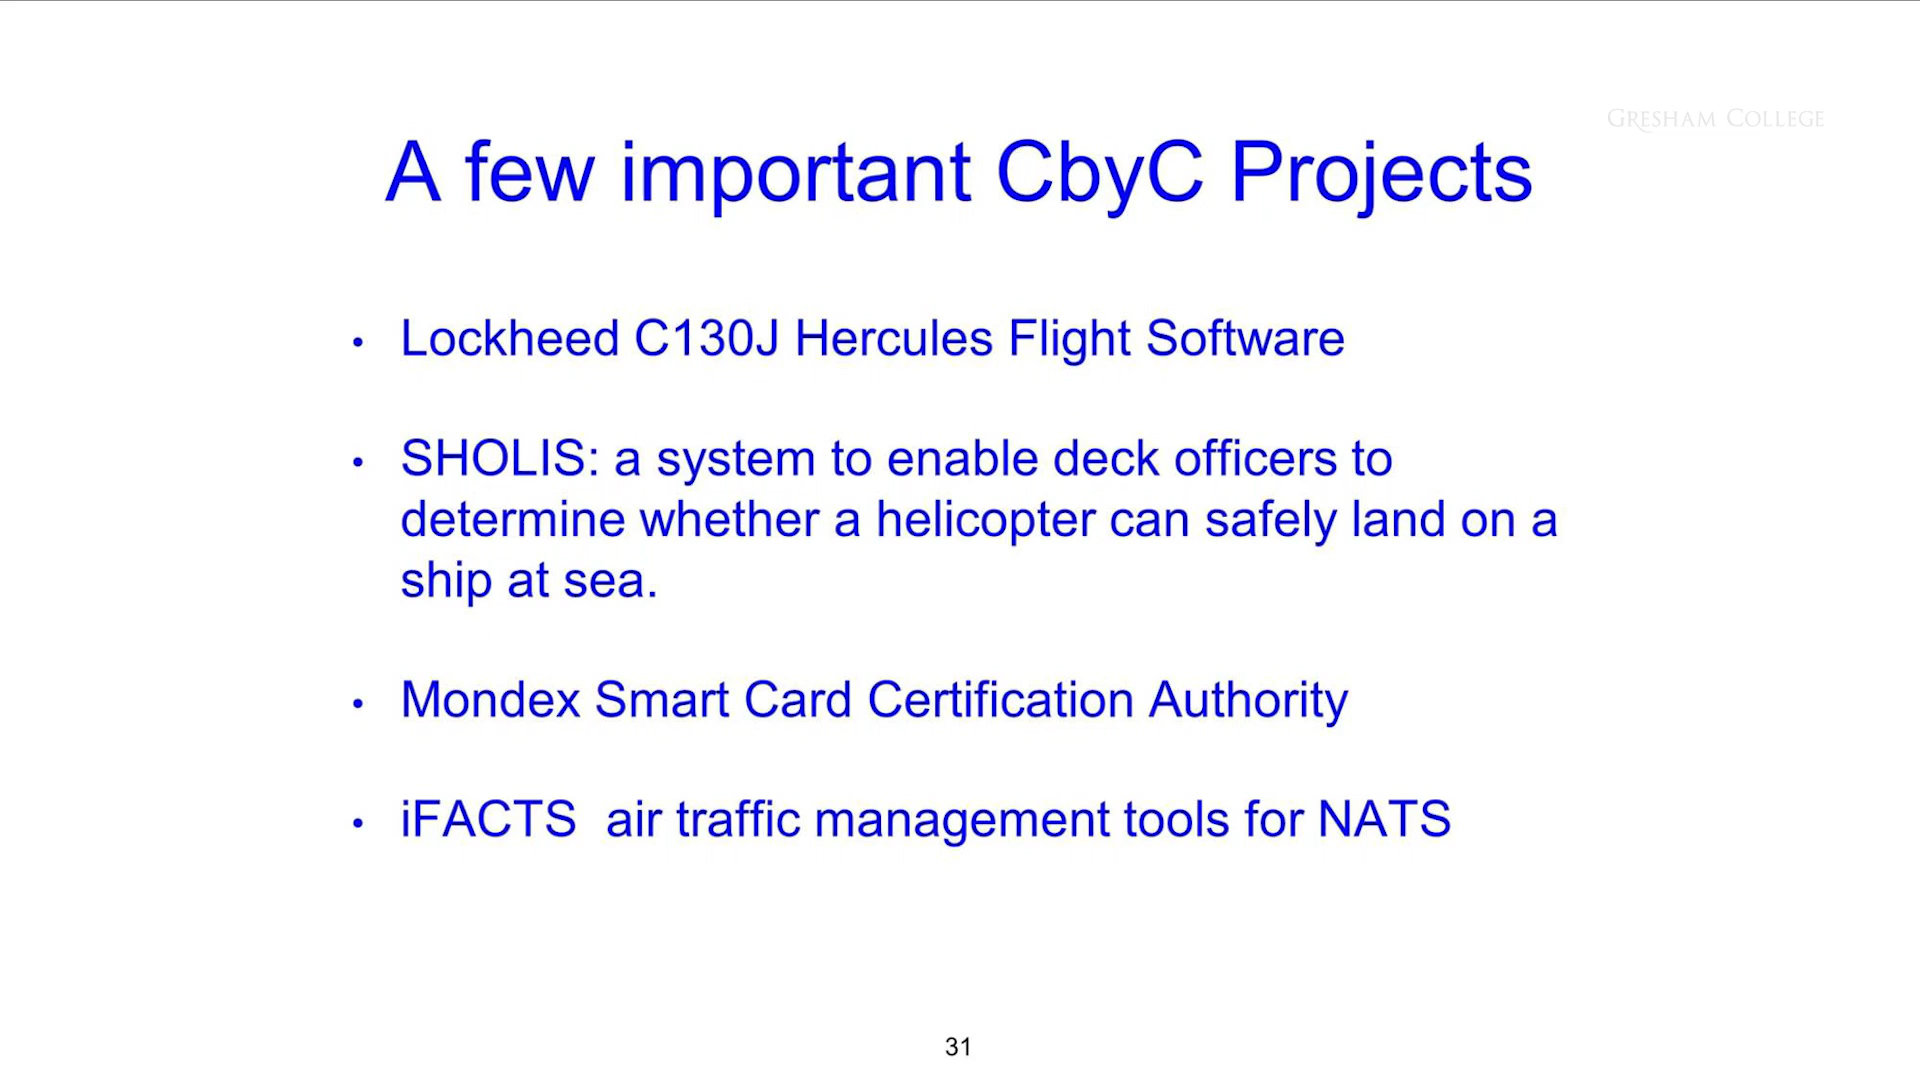 GRESHAM COLLEGE
A few important CbyC Projects
• Lockheed C130J Hercules Flight Software
• SHOLIS: a system to enable deck officers to
determine whether a helicopter can safely land on a
ship at sea.
• Mondex Smart Card Certification Authority
• iFACTS  air traffic management tools for NATS
31